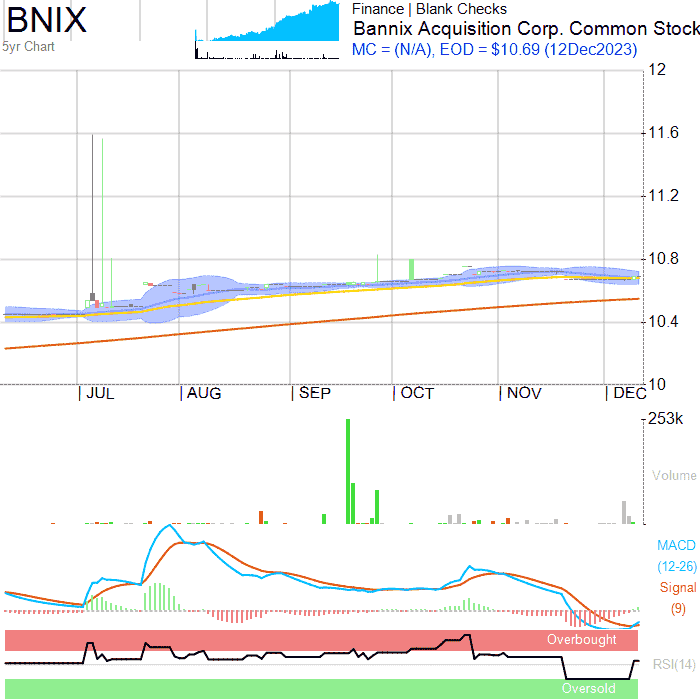 BNIX
5yr Chart
Finance | Blank Checks
Bannix Acquisition Corp. Common Stock
MC = (N/A), EOD = $10.69 (12Dec2023)
12
11.6
11.2
10.8
10.4
10
JUL
AUG
SEP
OCT
NOV
DEC
253k
Volume
MACD
(12-26)
Signal
(9)
Overbought
RSI(14)
Oversold